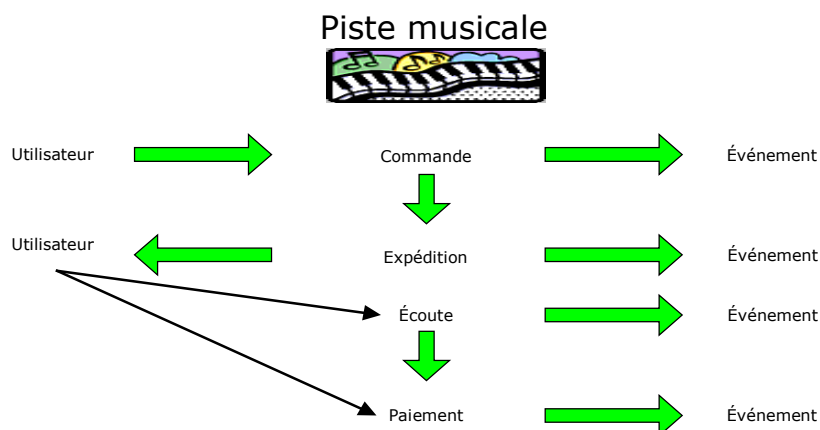 Piste musicale
Utilisateur Commande Événement
Utilisateur Expédition Événement
Écoute Événement
Paiement Événement